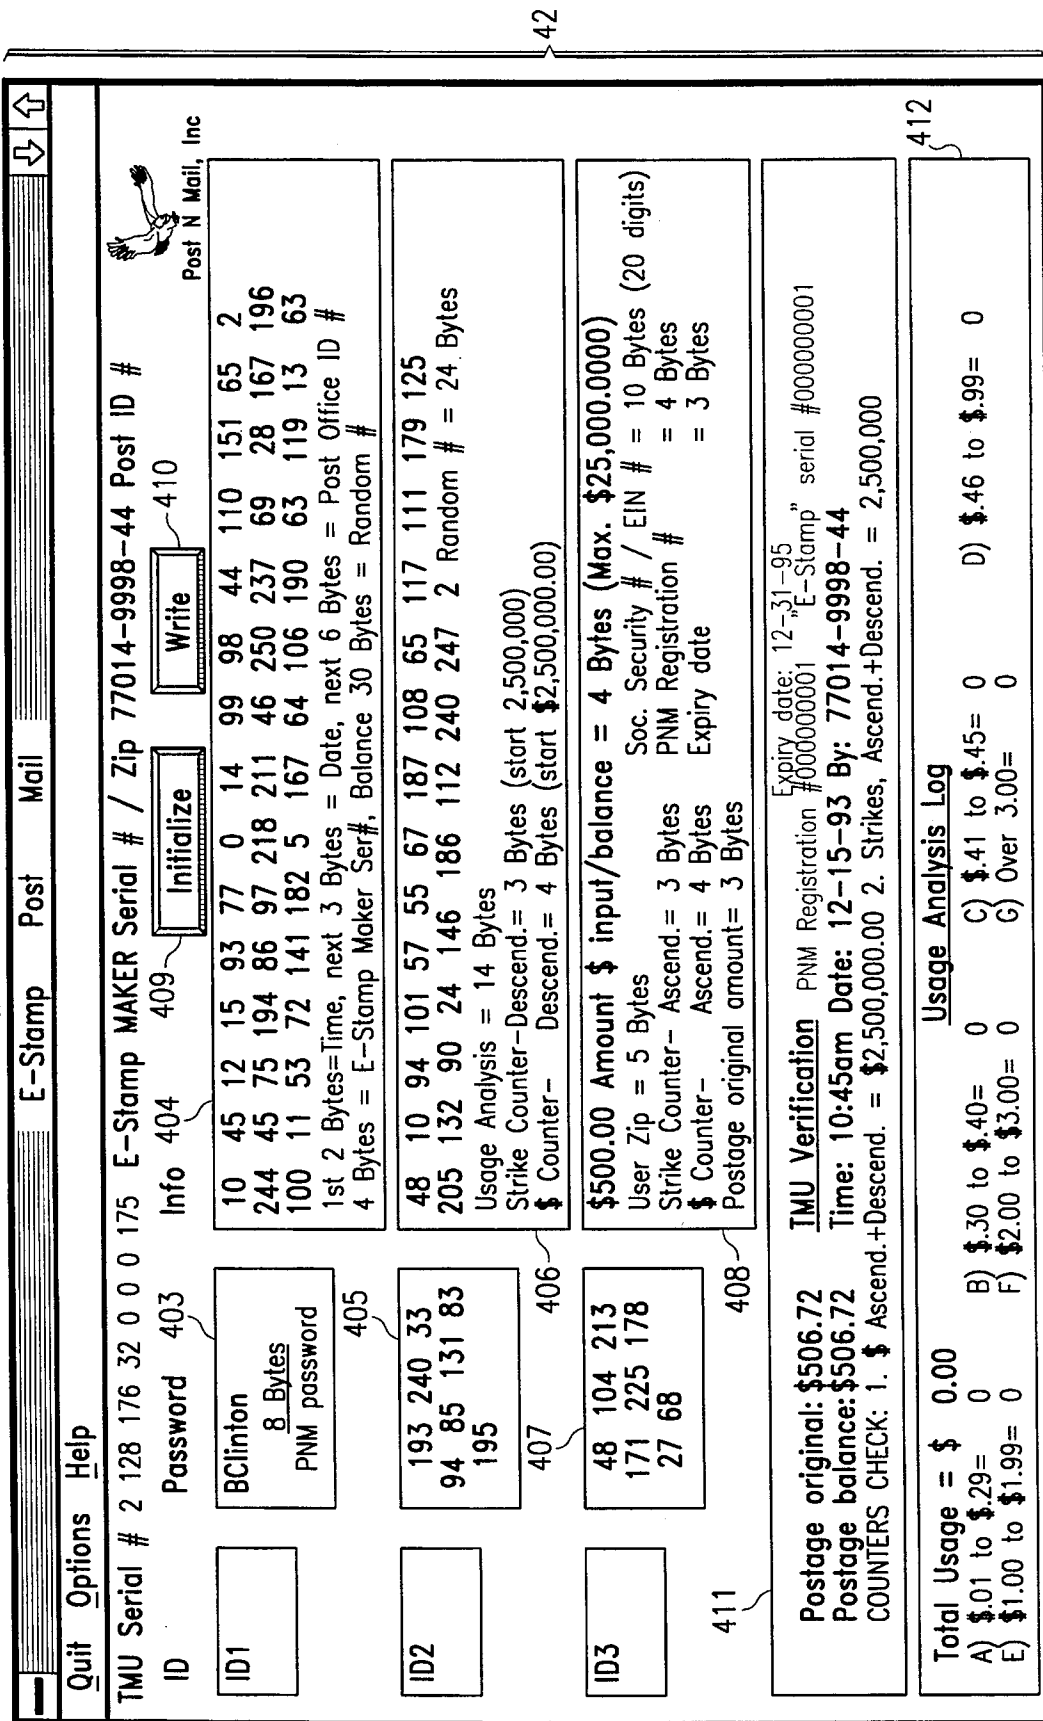 42
E-Stamp Post Mail
Quit Options Help
TMU Serial # 2 128 176 32 0 0 0 175 E-Stamp MAKER Serial # / Zip 77014-9998-44 Post ID #
ID Password 403 Info 404 409 Initialize Write 410
Post N Mail, Inc
ID1
BClinton
8 Bytes
PNM password
10 45 12 15 93 77 0 14 99 98 44 110 151 65 2
244 45 75 194 86 97 218 211 46 250 237 69 28 167 196
100 11 53 72 141 182 5 167 64 106 190 63 119 13 63
1st 2 Bytes=Time, next 3 Bytes = Date, next 6 Bytes = Post Office ID #
4 Bytes = E-Stamp Maker Ser#, Balance 30 Bytes = Random #
405
ID2
193 240 33
94 85 131 83
195
48 10 94 101 57 55 67 187 108 65 117 111 179 125
205 132 90 24 146 186 112 240 247 2 Random # = 24 Bytes
Usage Analysis = 14 Bytes
Strike Counter-Descend.= 3 Bytes (start 2,500,000)
$ Counter- Descend.= 4 Bytes (start $2,500,000.00)
406
407
ID3
48 104 213
171 225 178
27 68
$500.00 Amount $ input/balance = 4 Bytes (Max. $25,000.0000)
User Zip = 5 Bytes Soc. Security # / EIN # = 10 Bytes (20 digits)
Strike Counter- Ascend.= 3 Bytes PNM Registration # = 4 Bytes
$ Counter- Ascend.= 4 Bytes Expiry date = 3 Bytes
Postage original amount= 3 Bytes
408
411
Expiry date: 12-31-95
TMU Verification PNM Registration #000000001 "E-Stamp" serial #000000001
Postage original: $506.72 Time: 10:45am Date: 12-15-93 By: 77014-9998-44
Postage balance: $506.72
COUNTERS CHECK: 1. $ Ascend.+Descend. = $2,500,000.00 2. Strikes, Ascend.+Descend. = 2,500,000
412
Usage Analysis Log
Total Usage = $ 0.00
A) $.01 to $.29= 0 B) $.30 to $.40= 0 C) $.41 to $.45= 0 D) $.46 to $.99= 0
E) $1.00 to $1.99= 0 F) $2.00 to $3.00= 0 G) Over 3.00= 0